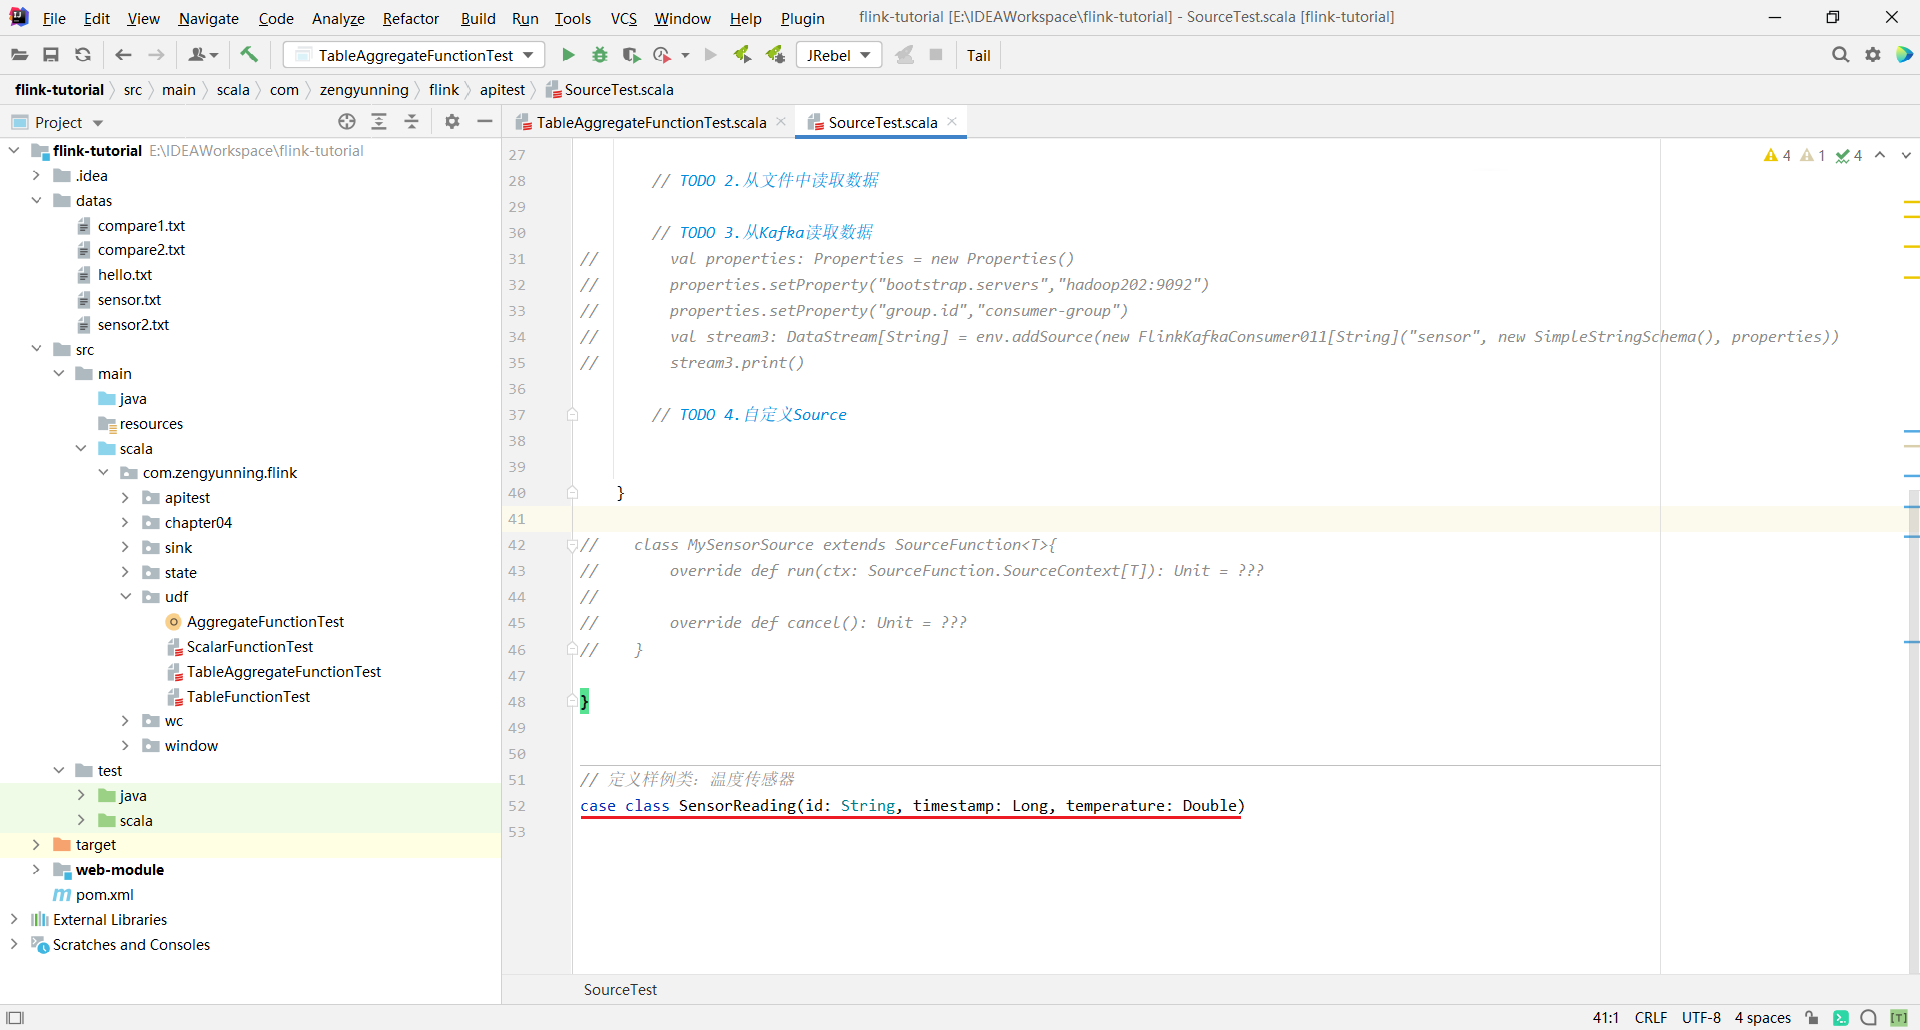 File Edit View Navigate Code Analyze Refactor Build Run Tools VCS Window Help Plugin flink-tutorial [E:\IDEAWorkspace\flink-tutorial] - SourceTest.scala [flink-tutorial]
TableAggregateFunctionTest JRebel Tail
flink-tutorial src main scala com zengyunning flink apitest SourceTest.scala
Project
TableAggregateFunctionTest.scala SourceTest.scala
flink-tutorial E:\IDEAWorkspace\flink-tutorial
.idea
datas
compare1.txt
compare2.txt
hello.txt
sensor.txt
sensor2.txt
src
main
java
resources
scala
com.zengyunning.flink
apitest
chapter04
sink
state
udf
AggregateFunctionTest
ScalarFunctionTest
TableAggregateFunctionTest
TableFunctionTest
wc
window
test
java
scala
target
web-module
pom.xml
External Libraries
Scratches and Consoles
4 1 4
27
28 // TODO 2.从文件中读取数据
29
30 // TODO 3.从Kafka读取数据
31 // val properties: Properties = new Properties()
32 // properties.setProperty("bootstrap.servers","hadoop202:9092")
33 // properties.setProperty("group.id","consumer-group")
34 // val stream3: DataStream[String] = env.addSource(new FlinkKafkaConsumer011[String]("sensor", new SimpleStringSchema(), properties))
35 // stream3.print()
36
37 // TODO 4.自定义Source
38
39
40 }
41
42 // class MySensorSource extends SourceFunction<T>{
43 // override def run(ctx: SourceFunction.SourceContext[T]): Unit = ???
44 //
45 // override def cancel(): Unit = ???
46 // }
47
48 }
49
50
51 // 定义样例类：温度传感器
52 case class SensorReading(id: String, timestamp: Long, temperature: Double)
53
SourceTest
41:1 CRLF UTF-8 4 spaces [T]